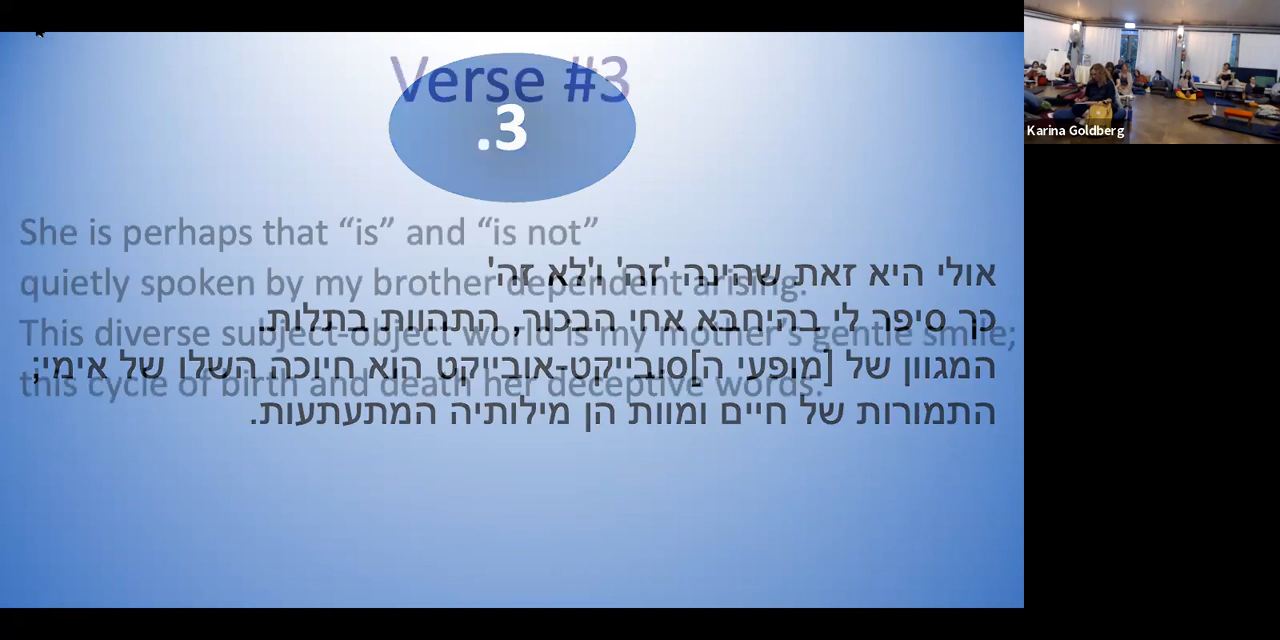 Verse #3
.3
She is perhaps that “is” and “is not”
quietly spoken by my brother dependent arising.
This diverse subject-object world is my mother’s gentle smile;
this cycle of birth and death her deceptive words.
אולי היא זאת שהינה 'זה' ו'לא זה'
כך סיפר לי בהיחבא אחי הבכור, התהוות בתלות.
המגוון של [מופעי ה]סובייקט-אובייקט הוא חיוכה השלו של אימי;
התמורות של חיים ומוות הן מילותיה המתעתעות.
Karina Goldberg